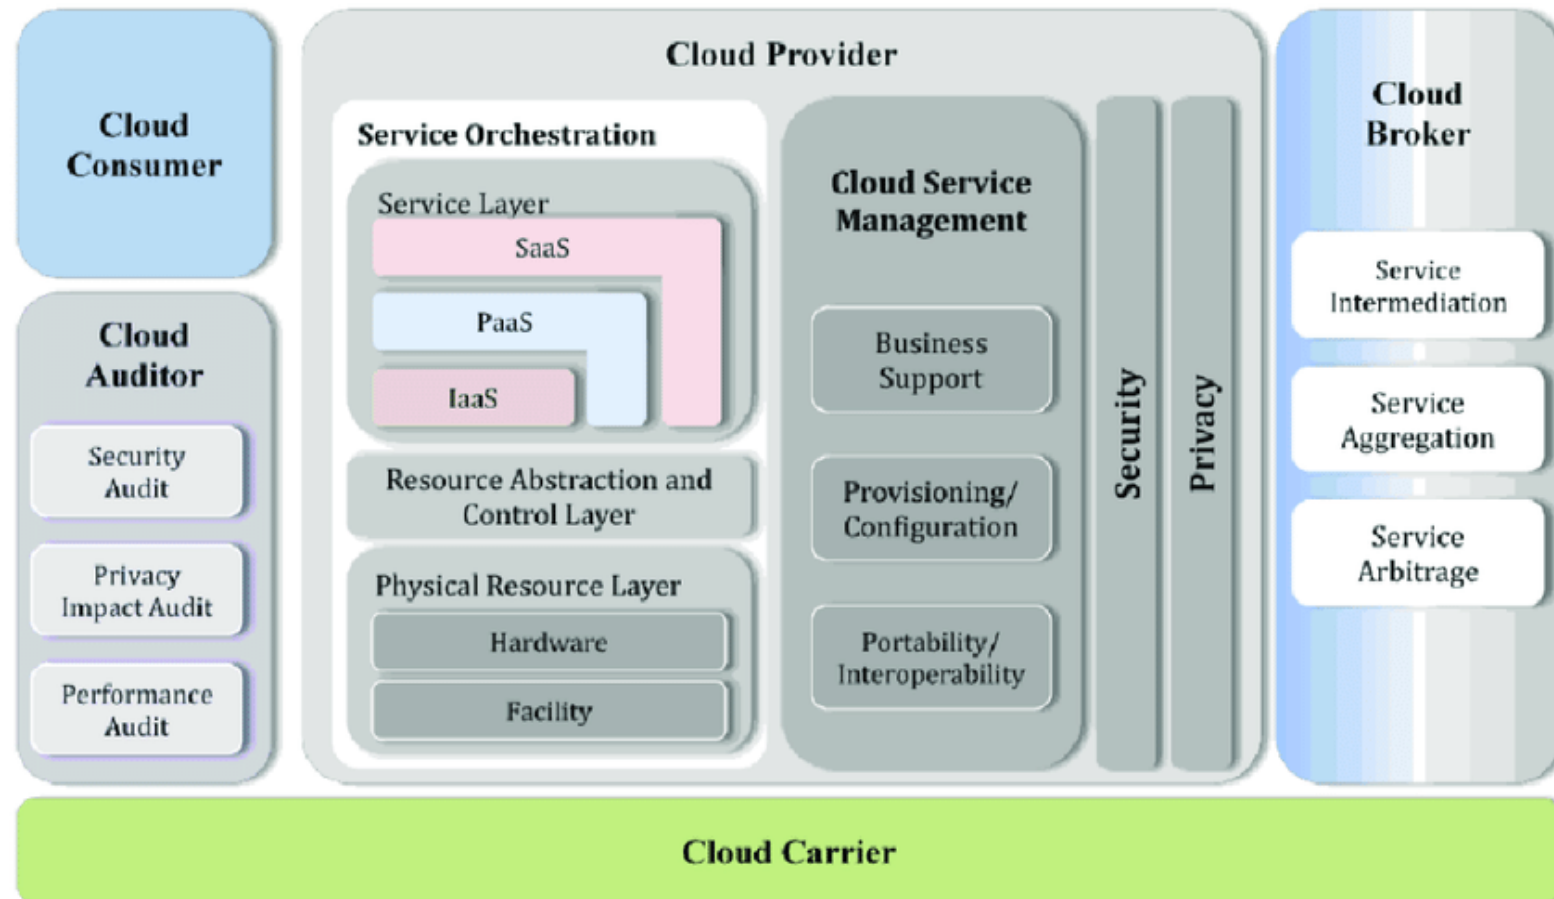 Cloud
Consumer
Cloud
Auditor
Security
Audit
Privacy
Impact Audit
Performance
Audit
Cloud Provider
Service Orchestration
Service Layer
SaaS
PaaS
IaaS
Resource Abstraction and
Control Layer
Physical Resource Layer
Hardware
Facility
Cloud Service
Management
Business
Support
Provisioning/
Configuration
Portability/
Interoperability
Security
Privacy
Cloud
Broker
Service
Intermediation
Service
Aggregation
Service
Arbitrage
Cloud Carrier